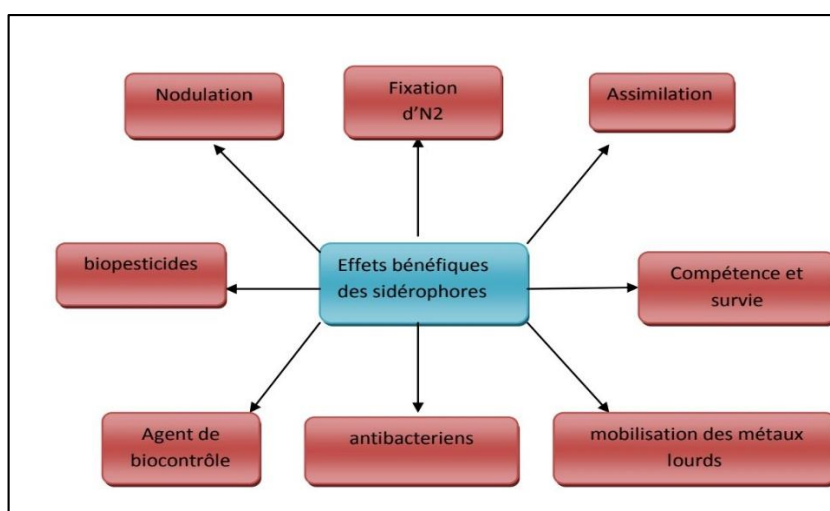 Nodulation
Fixation
d'N2
Assimilation
biopesticides
Effets bénéfiques
des sidérophores
Compétence et
survie
Agent de
biocontrôle
antibacteriens
mobilisation des métaux
lourds